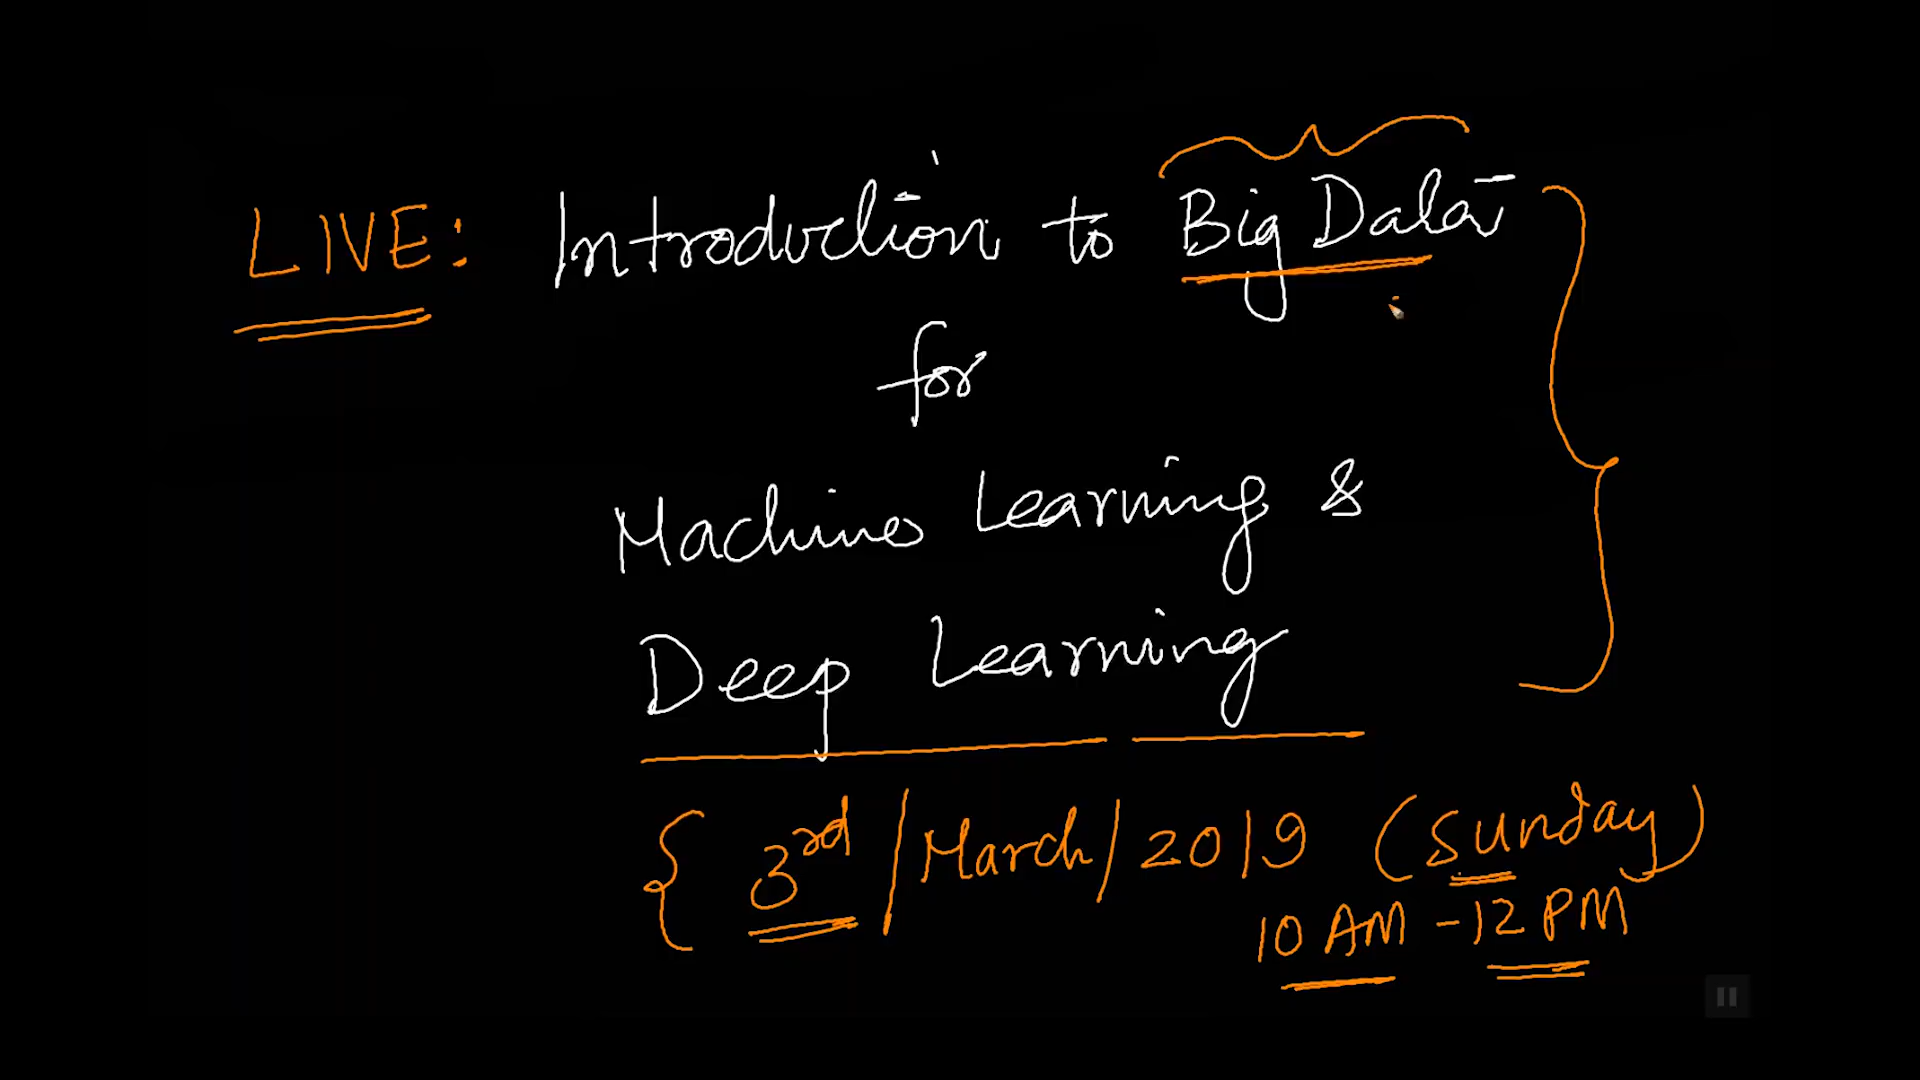 LIVE: Introduction to Big Data
for
Machine Learning &
Deep Learning
3rd/March/2019 (Sunday)
10 AM - 12 PM